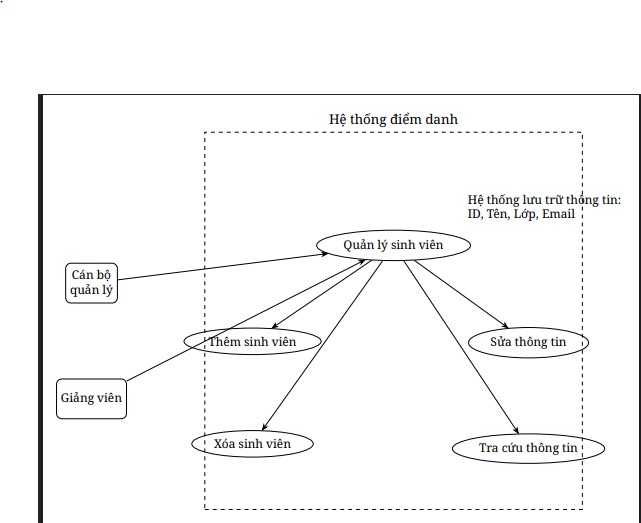 Hệ thống điểm danh
Hệ thống lưu trữ thông tin:
ID, Tên, Lớp, Email
Quản lý sinh viên
Cán bộ
quản lý
Thêm sinh viên
Sửa thông tin
Giảng viên
Xóa sinh viên
Tra cứu thông tin